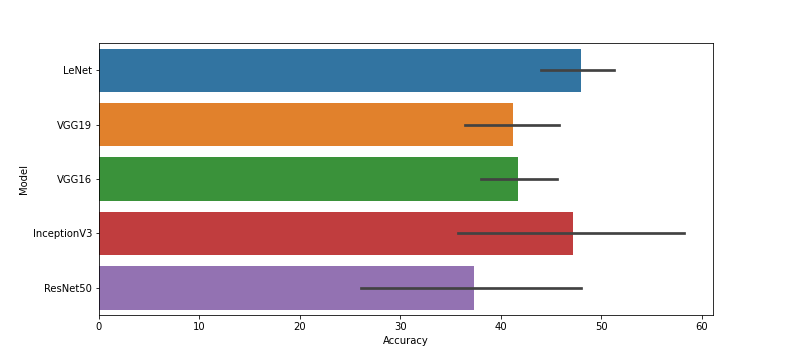 LeNet
VGG19
VGG16
InceptionV3
ResNet50
Model
0 10 20 30 40 50 60
Accuracy